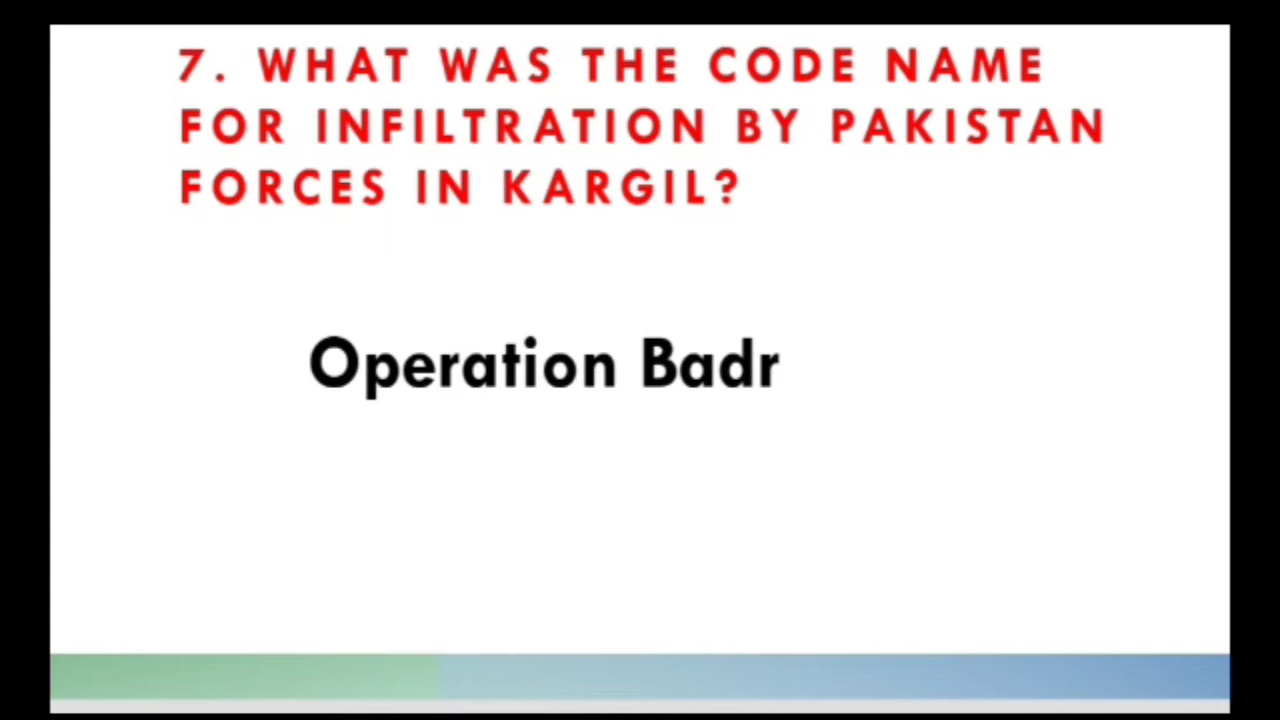 7. WHAT WAS THE CODE NAME
FOR INFILTRATION BY PAKISTAN
FORCES IN KARGIL?
Operation Badr